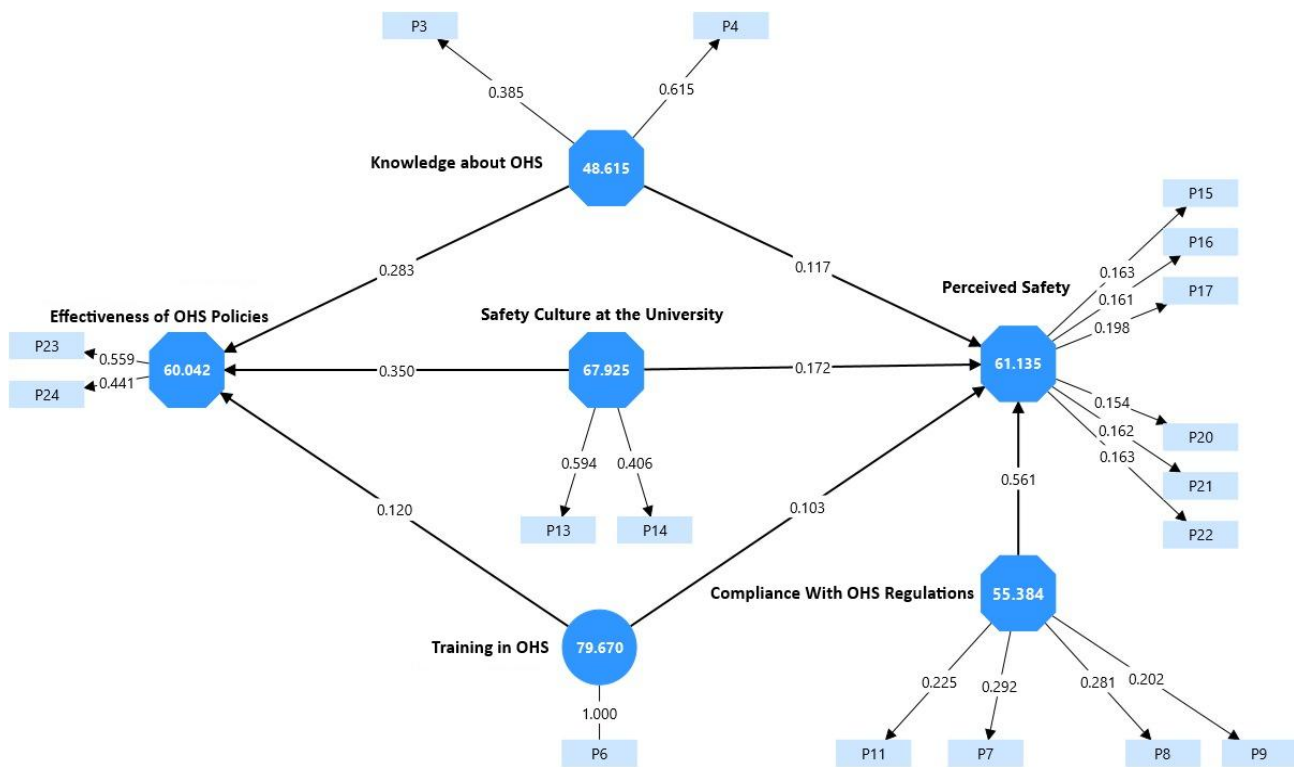 P3
P4
0.385
0.615
Knowledge about OHS
48.615
P15
P16
0.283
0.117
0.163
Perceived Safety
0.161
P17
0.198
Effectiveness of OHS Policies
Safety Culture at the University
P23
0.559
60.042
0.350
67.925
0.172
61.135
P24
0.441
0.154
P20
0.162
0.163
P21
0.594
0.406
0.561
0.120
0.103
P13
P14
P22
Compliance With OHS Regulations
55.384
Training in OHS
79.670
0.225
0.292
0.281
0.202
1.000
P6
P11
P7
P8
P9